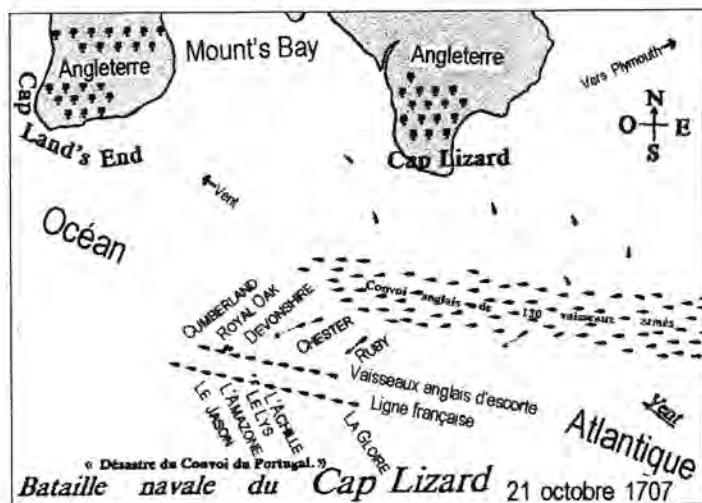 Mount's Bay
Angleterre
Angleterre
Vers Plymouth
Cap
Land's End
Cap Lizard
N
O E
S
Vent
Océan
Convoi anglais de 130 vaisseaux armés
CUMBERLAND
ROYAL OAK
DEVONSHIRE
CHESTER
RUBY
Vaisseaux anglais d'escorte
Ligne française
LE JASON
L'AMAZONE
LE LYS
L'ACHILLE
LA GLOIRE
Vent
Atlantique
« Désastre du Convoi du Portugal. »
Bataille navale du Cap Lizard 21 octobre 1707